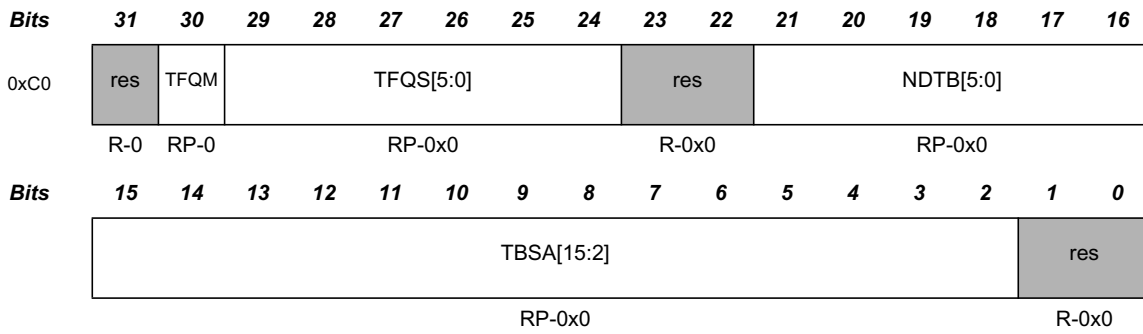 Bits 31 30 29 28 27 26 25 24 23 22 21 20 19 18 17 16
0xC0 res TFQM TFQS[5:0] res NDTB[5:0]
R-0 RP-0 RP-0x0 R-0x0 RP-0x0
Bits 15 14 13 12 11 10 9 8 7 6 5 4 3 2 1 0
TBSA[15:2] res
RP-0x0 R-0x0